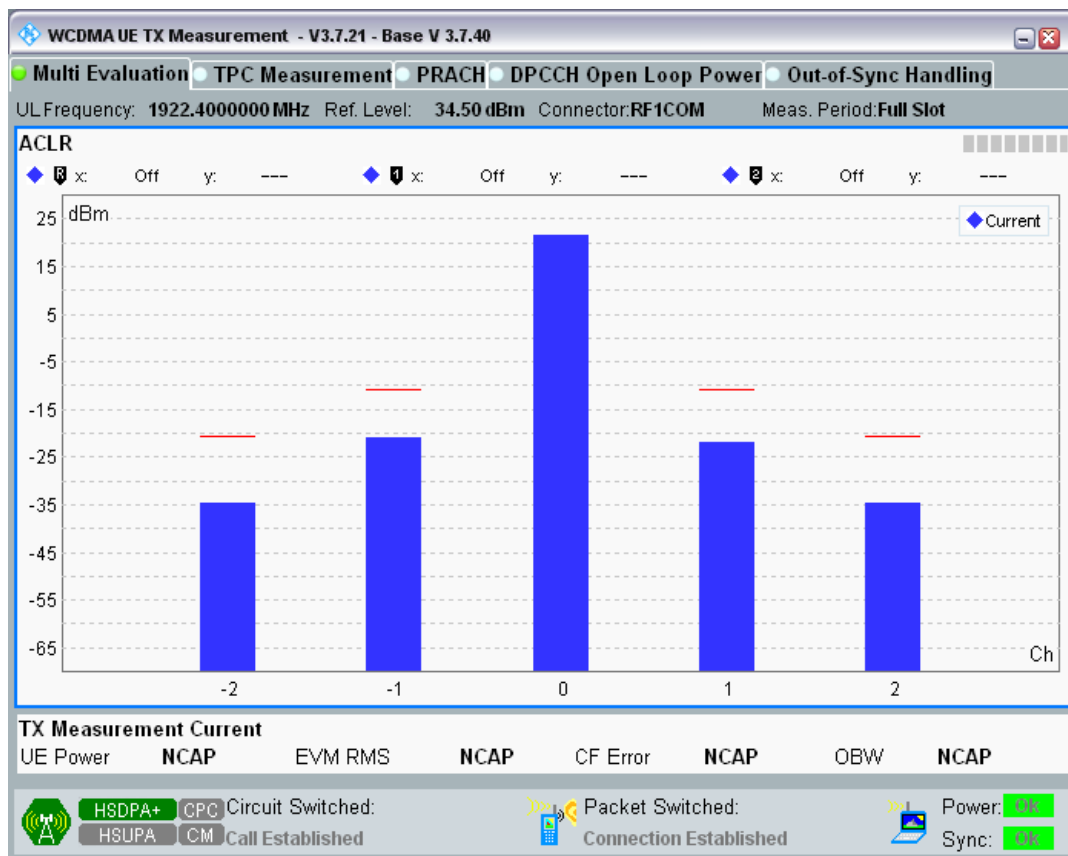 WCDMA UE TX Measurement - V3.7.21 - Base V 3.7.40
Multi Evaluation TPC Measurement PRACH DPCCH Open Loop Power Out-of-Sync Handling
UL Frequency: 1922.4000000 MHz Ref. Level: 34.50 dBm Connector:RF1COM Meas. Period:Full Slot
ACLR
R x: Off y: --- 1 x: Off y: --- 2 x: Off y: ---
dBm
Current
25
15
5
-5
-15
-25
-35
-45
-55
-65
Ch
-2 -1 0 1 2
TX Measurement Current
UE Power NCAP EVM RMS NCAP CF Error NCAP OBW NCAP
HSDPA+ CPC Circuit Switched: Packet Switched: Power: OK
HSUPA CM Call Established Connection Established Sync: OK